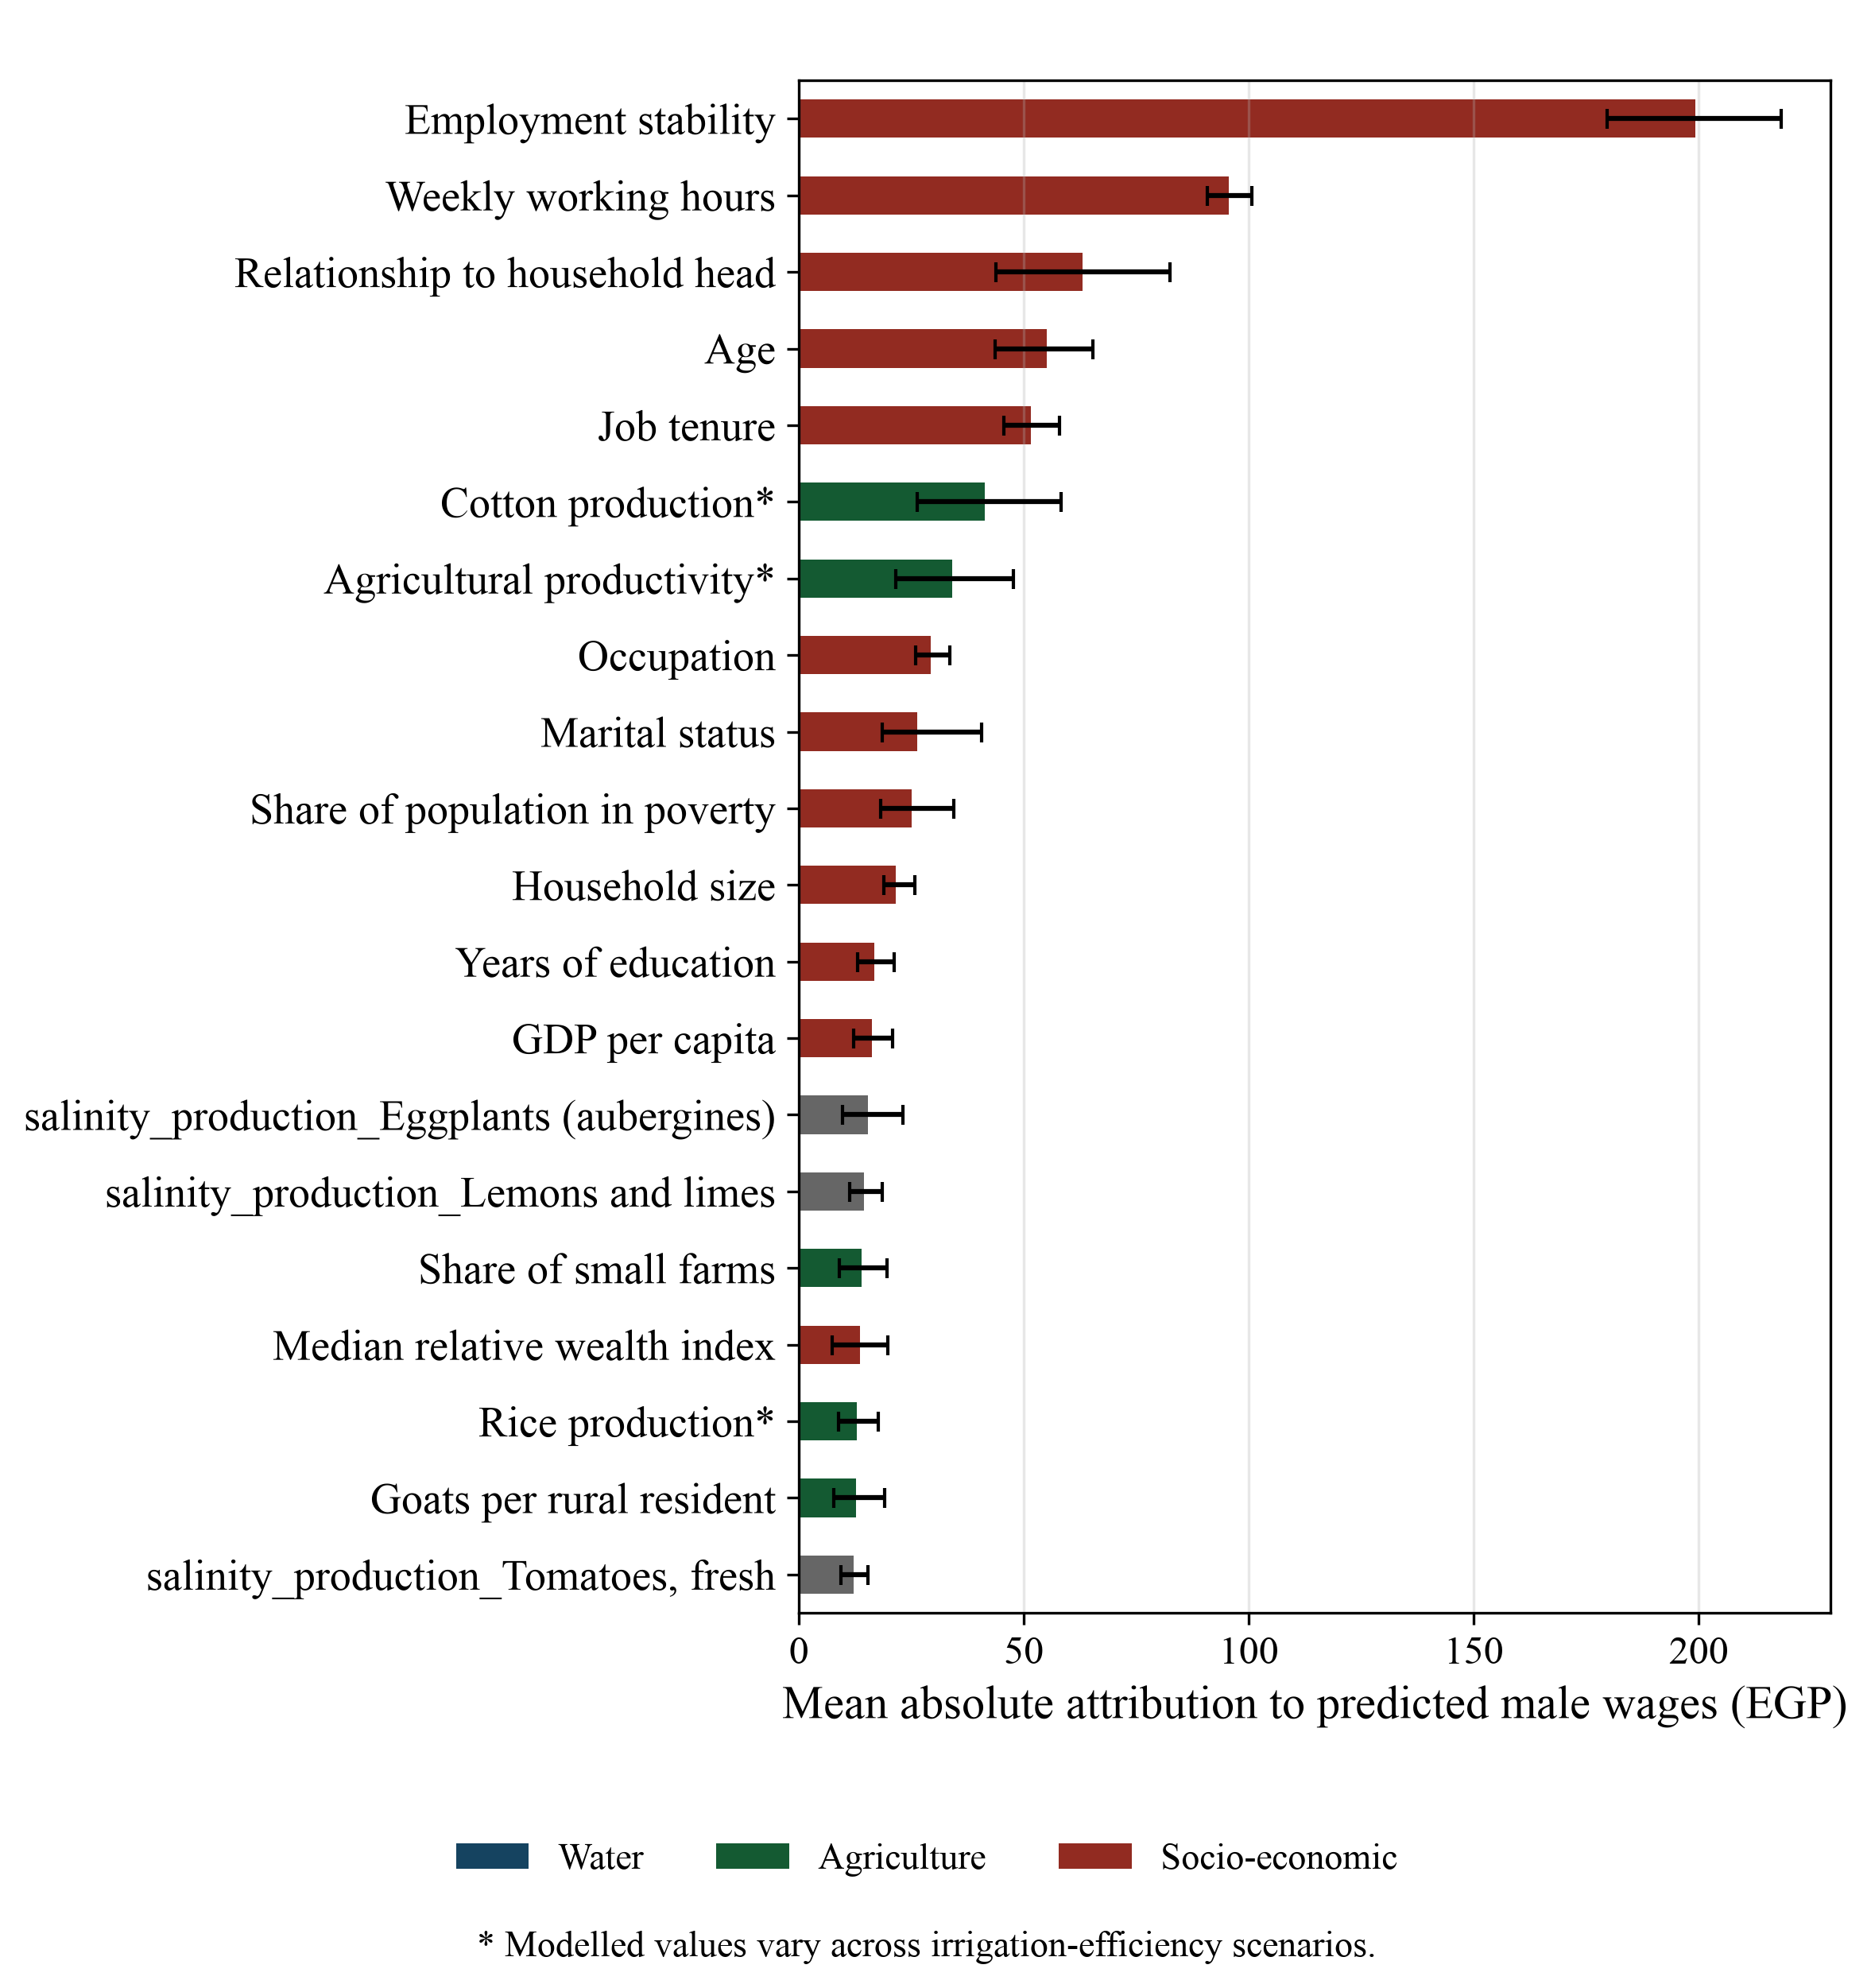 Employment stability
Weekly working hours
Relationship to household head
Age
Job tenure
Cotton production*
Agricultural productivity*
Occupation
Marital status
Share of population in poverty
Household size
Years of education
GDP per capita
salinity_production_Eggplants (aubergines)
salinity_production_Lemons and limes
Share of small farms
Median relative wealth index
Rice production*
Goats per rural resident
salinity_production_Tomatoes, fresh
0 50 100 150 200
Mean absolute attribution to predicted male wages (EGP)
Water Agriculture Socio-economic
* Modelled values vary across irrigation-efficiency scenarios.